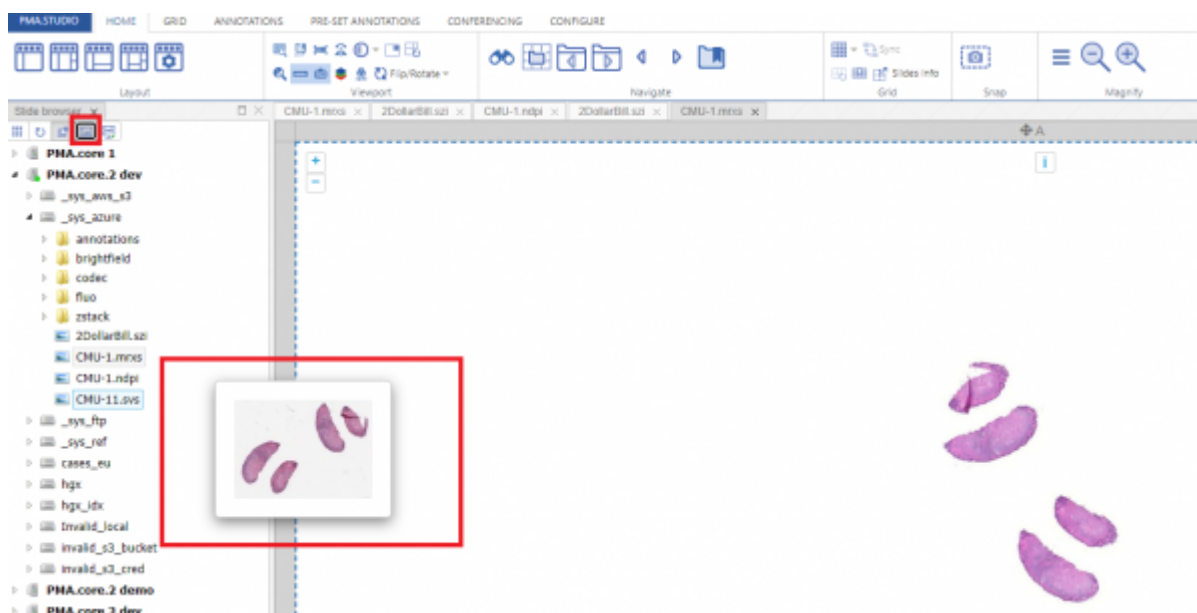 PMA.STUDIO HOME GRID ANNOTATIONS PRE-SET ANNOTATIONS CONFERENCING CONFIGURE
Sync
Flip/Rotate
Slides info
Layout Viewport Navigate Grid Snap Magnify
Slide browser x CMU-1.mrxs x 2DollarBill.szi x CMU-1.ndpi x 2DollarBill.szi x CMU-1.mrxs x
A
PMA.core 1
+
i
PMA.core.2 dev
−
_sys_aws_s3
_sys_azure
annotations
brightfield
codec
fluo
zstack
2DollarBill.szi
CMU-1.mrxs
CMU-1.ndpi
CMU-11.svs
_sys_ftp
_sys_ref
cases_eu
hgx
hgx_idx
Invalid_local
invalid_s3_bucket
invalid_s3_cred
PMA.core.2 demo
PMA.core.3 dev